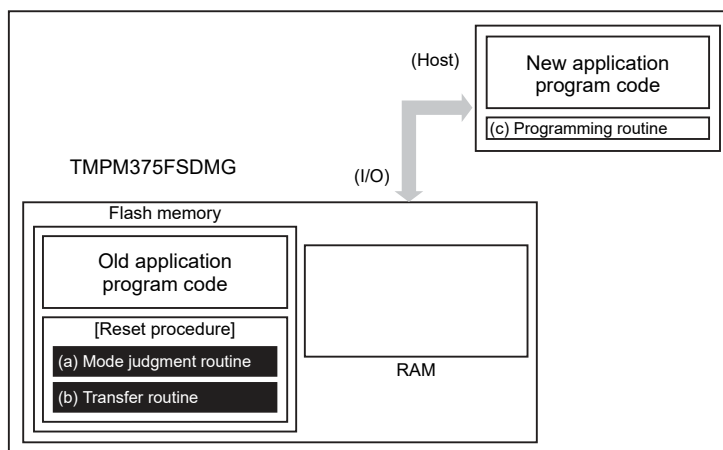 (Host)
New application
program code
(c) Programming routine
TMPM375FSDMG
(I/O)
Flash memory
Old application
program code
[Reset procedure]
(a) Mode judgment routine
(b) Transfer routine
RAM